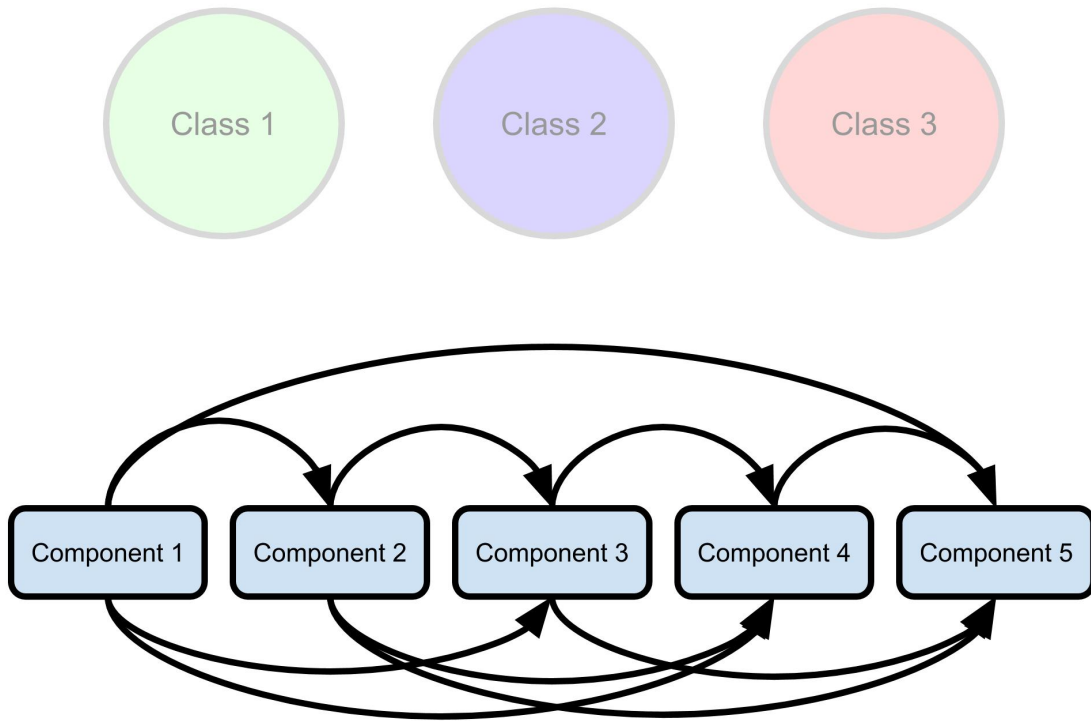 Class 1
Class 2
Class 3
Component 1
Component 2
Component 3
Component 4
Component 5